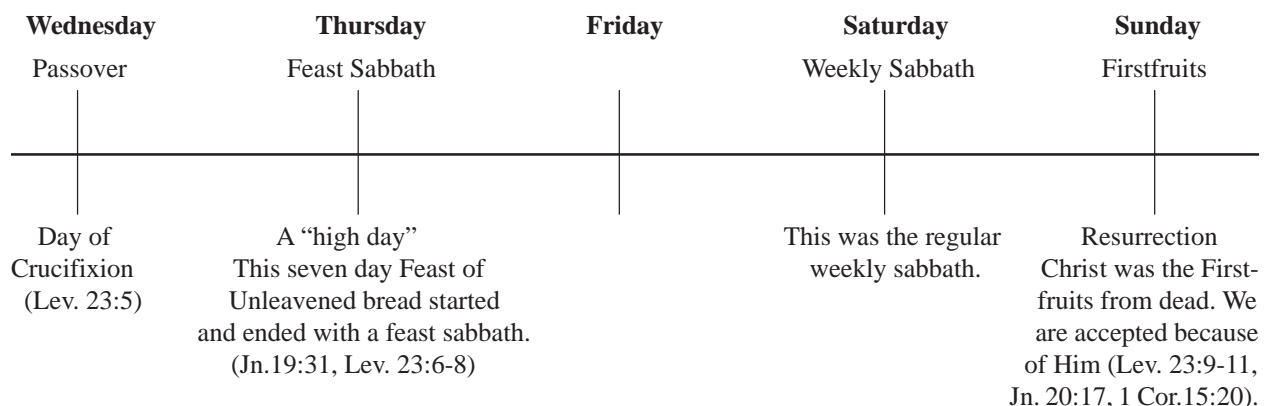 Wednesday Thursday Friday Saturday Sunday
Passover Feast Sabbath Weekly Sabbath Firstfruits
Day of
Crucifixion
(Lev. 23:5)
A “high day”
This seven day Feast of
Unleavened bread started
and ended with a feast sabbath.
(Jn.19:31, Lev. 23:6-8)
This was the regular
weekly sabbath.
Resurrection
Christ was the First-
fruits from dead. We
are accepted because
of Him (Lev. 23:9-11,
Jn. 20:17, 1 Cor.15:20).